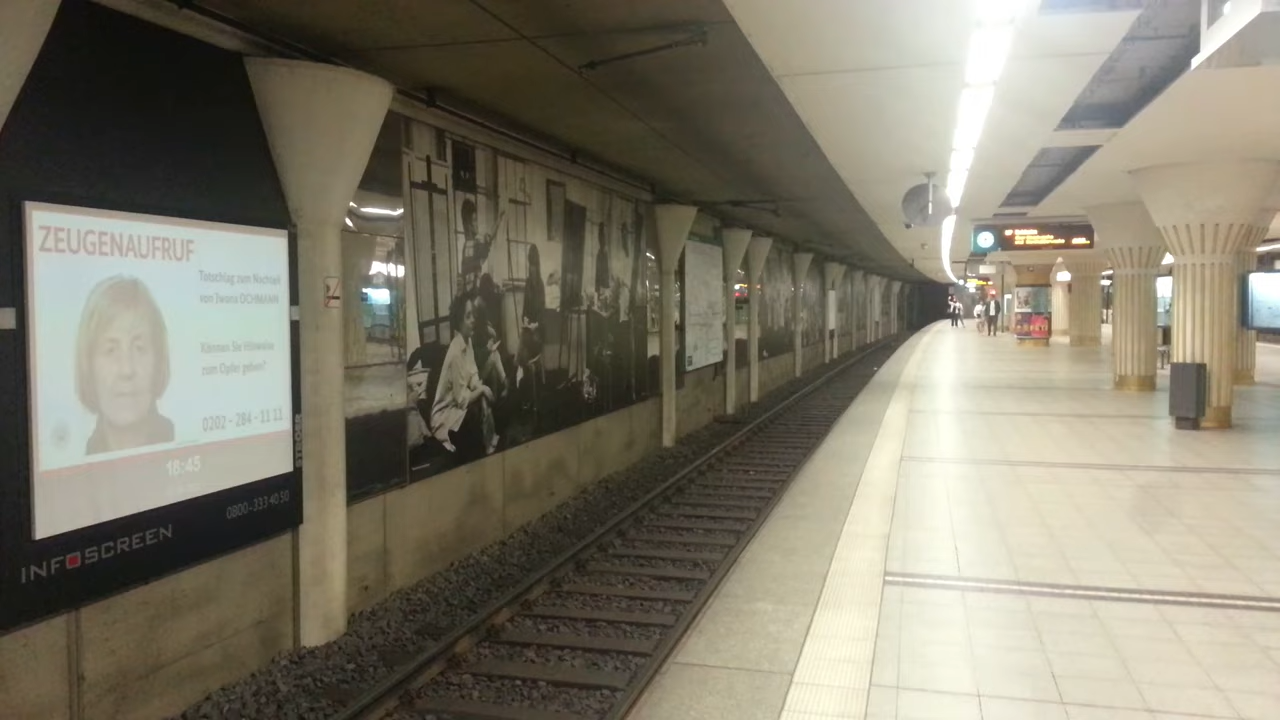 ZEUGENAUFRUF
Totschlag zum Nachteil
von Iwona OCHMANN
Können Sie Hinweise
zum Opfer geben?
0202 - 284 - 11 11
18:45
STRÖER
0800-333 40 50
INFOSCREEN